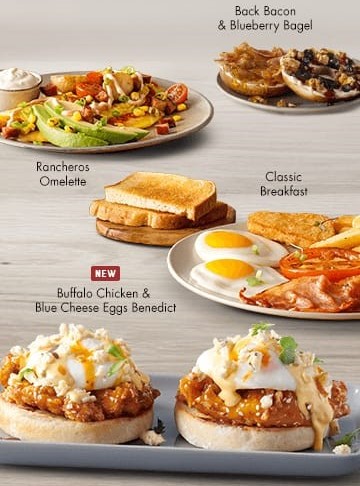 Back Bacon
& Blueberry Bagel
Rancheros
Omelette
Classic
Breakfast
NEW
Buffalo Chicken &
Blue Cheese Eggs Benedict